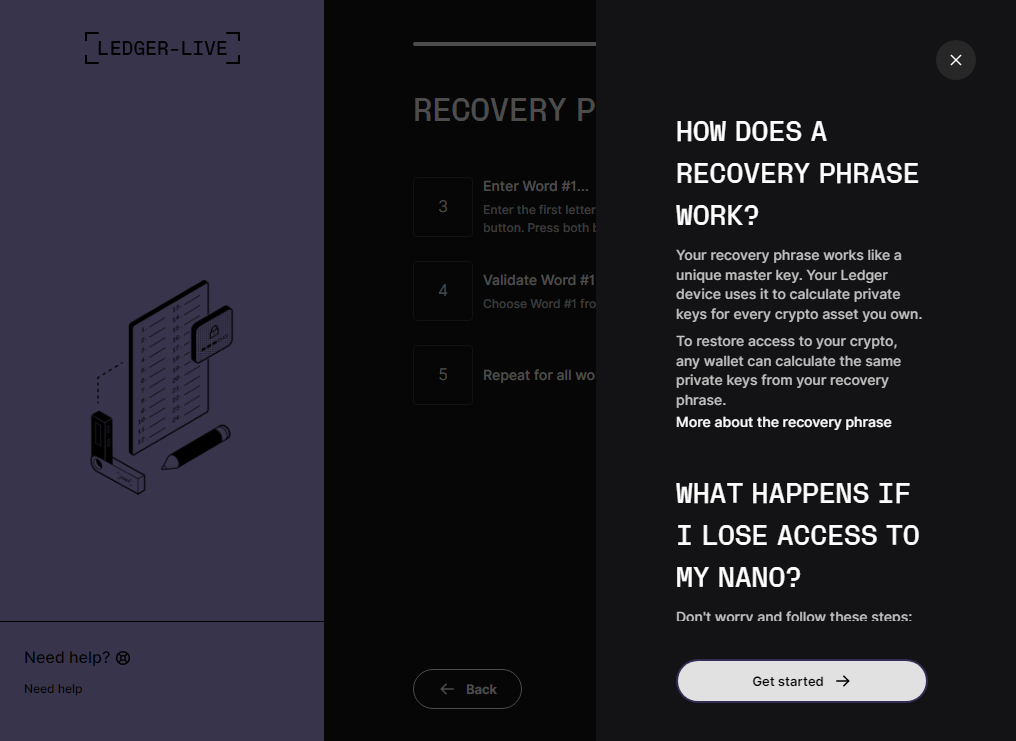 LEDGER-LIVE
Need help?
Need help
RECOVERY P
3
Enter Word #1...
Enter the first letter
button. Press both b
4
Validate Word #1
Choose Word #1 fro
5
Repeat for all wo
Back
HOW DOES A
RECOVERY PHRASE
WORK?
Your recovery phrase works like a
unique master key. Your Ledger
device uses it to calculate private
keys for every crypto asset you own.
To restore access to your crypto,
any wallet can calculate the same
private keys from your recovery
phrase.
More about the recovery phrase
WHAT HAPPENS IF
I LOSE ACCESS TO
MY NANO?
Don't worry and follow these steps:
Get started